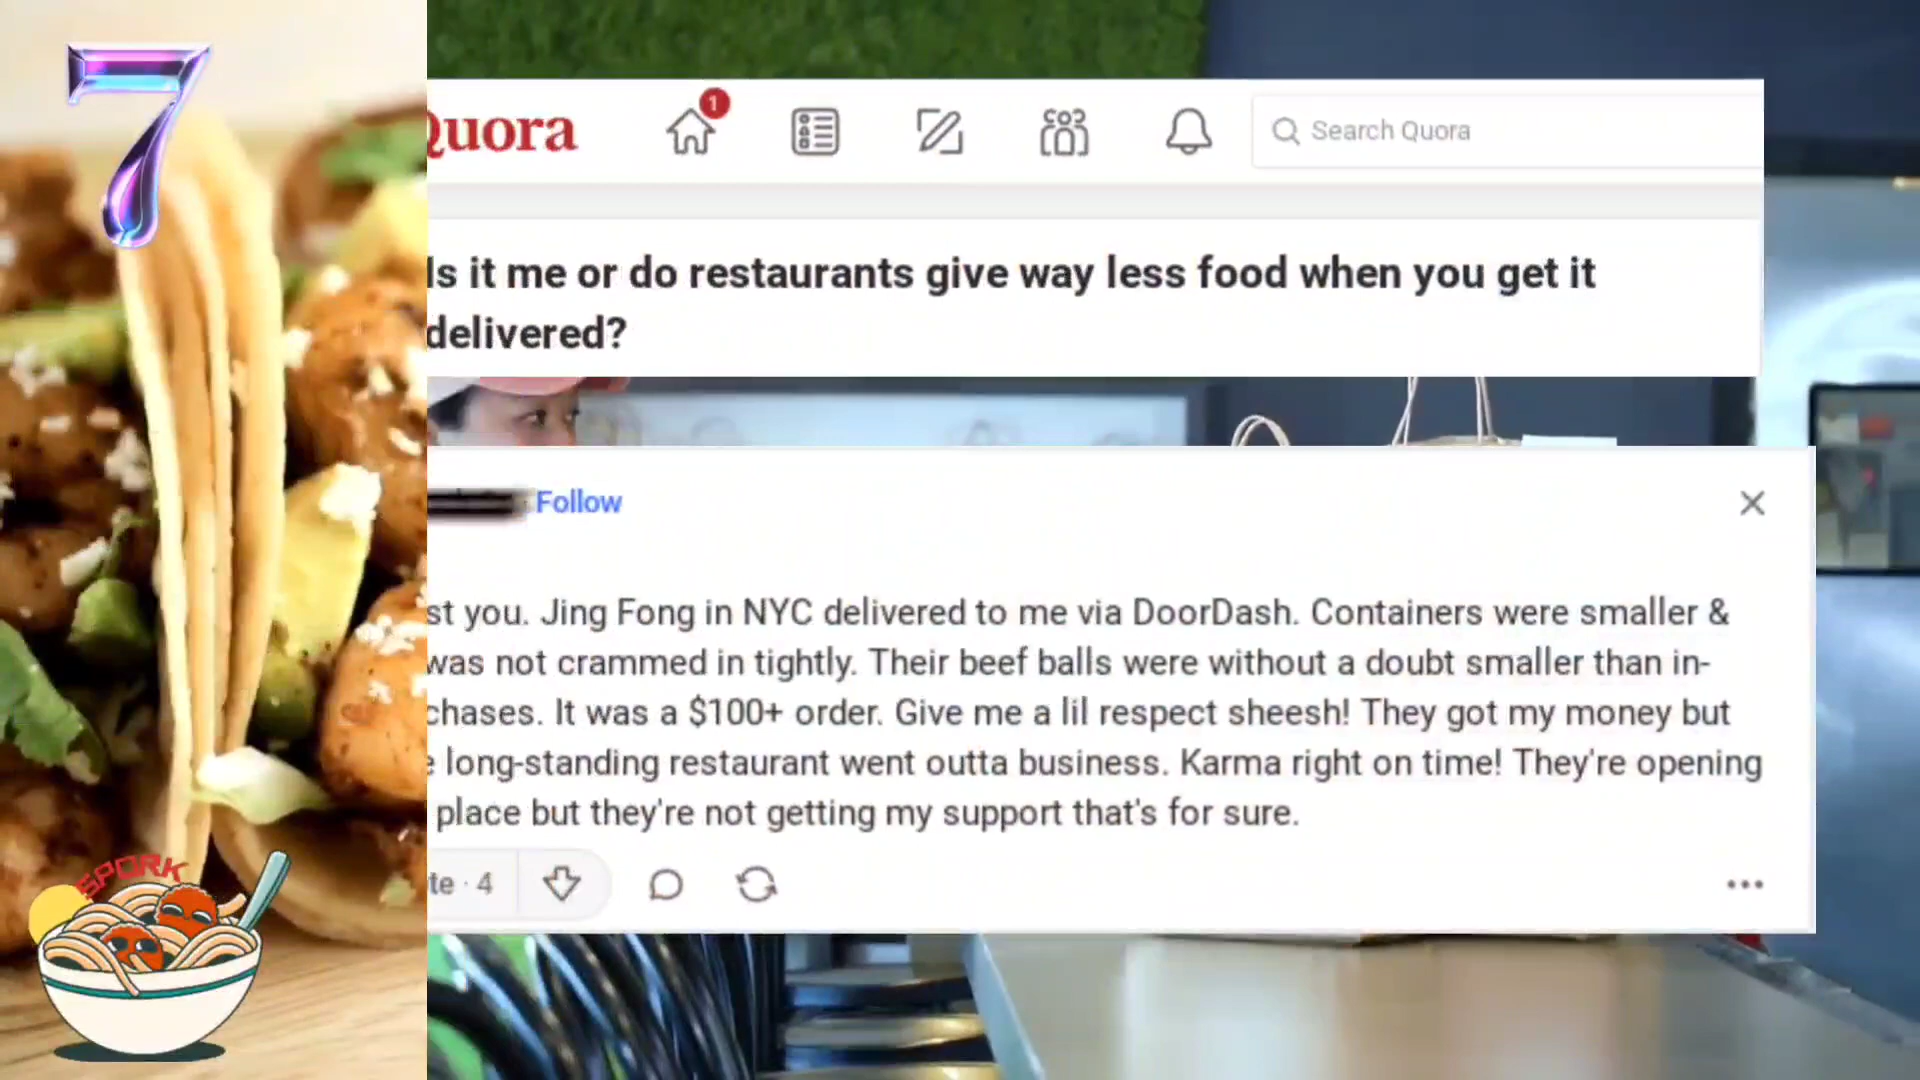 7
Quora
1
Search Quora
Is it me or do restaurants give way less food when you get it
delivered?
Follow
st you. Jing Fong in NYC delivered to me via DoorDash. Containers were smaller &
was not crammed in tightly. Their beef balls were without a doubt smaller than in-
chases. It was a $100+ order. Give me a lil respect sheesh! They got my money but
long-standing restaurant went outta business. Karma right on time! They're opening
place but they're not getting my support that's for sure.
te · 4
SPORK